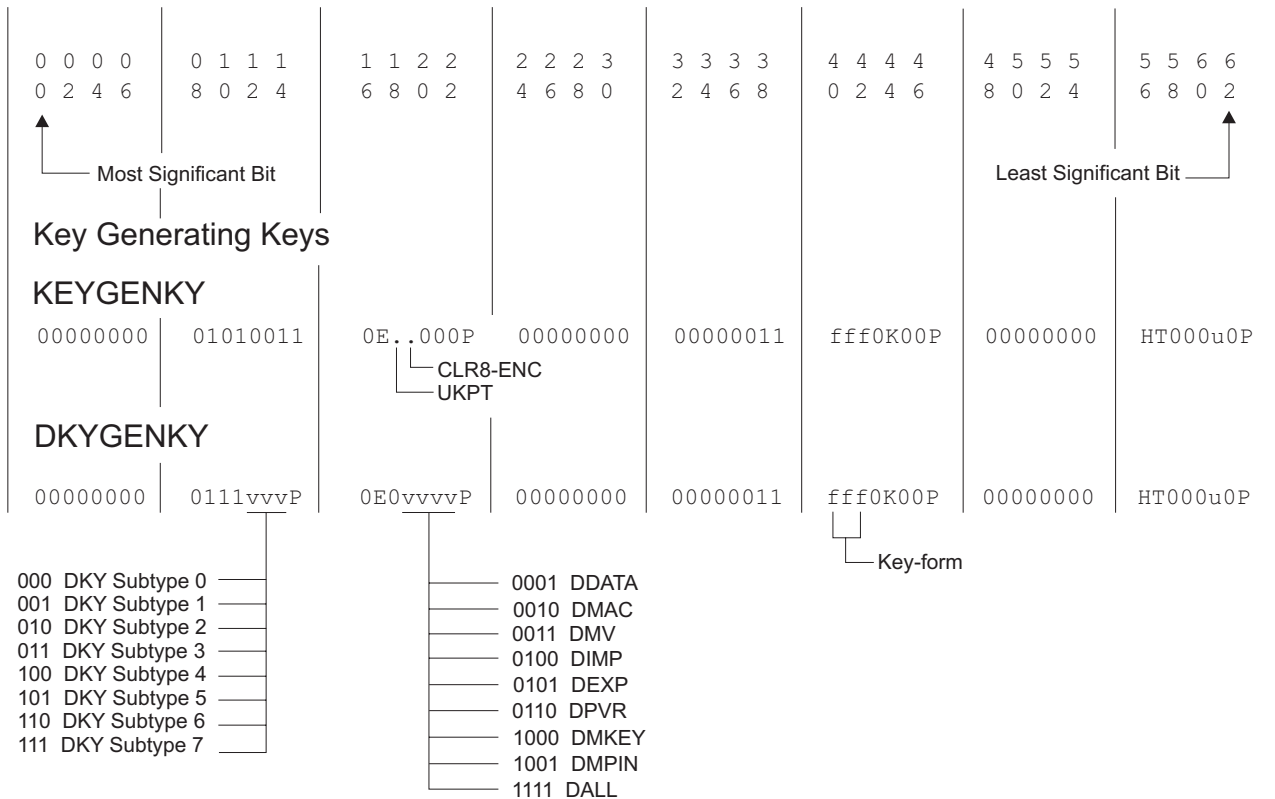 0 0 0 0 0 1 1 1 1 1 2 2 2 2 2 3 3 3 3 3 4 4 4 4 4 5 5 5 5 5 6 6
0 2 4 6 8 0 2 4 6 8 0 2 4 6 8 0 2 4 6 8 0 2 4 6 8 0 2 4 6 8 0 2
Most Significant Bit Least Significant Bit
Key Generating Keys
KEYGENKY
00000000 01010011 0E..000P 00000000 00000011 fff0K00P 00000000 HT000u0P
CLR8-ENC
UKPT
DKYGENKY
00000000 0111vvvP 0E0vvvvP 00000000 00000011 fff0K00P 00000000 HT000u0P
Key-form
000 DKY Subtype 0
001 DKY Subtype 1
010 DKY Subtype 2
011 DKY Subtype 3
100 DKY Subtype 4
101 DKY Subtype 5
110 DKY Subtype 6
111 DKY Subtype 7
0001 DDATA
0010 DMAC
0011 DMV
0100 DIMP
0101 DEXP
0110 DPVR
1000 DMKEY
1001 DMPIN
1111 DALL